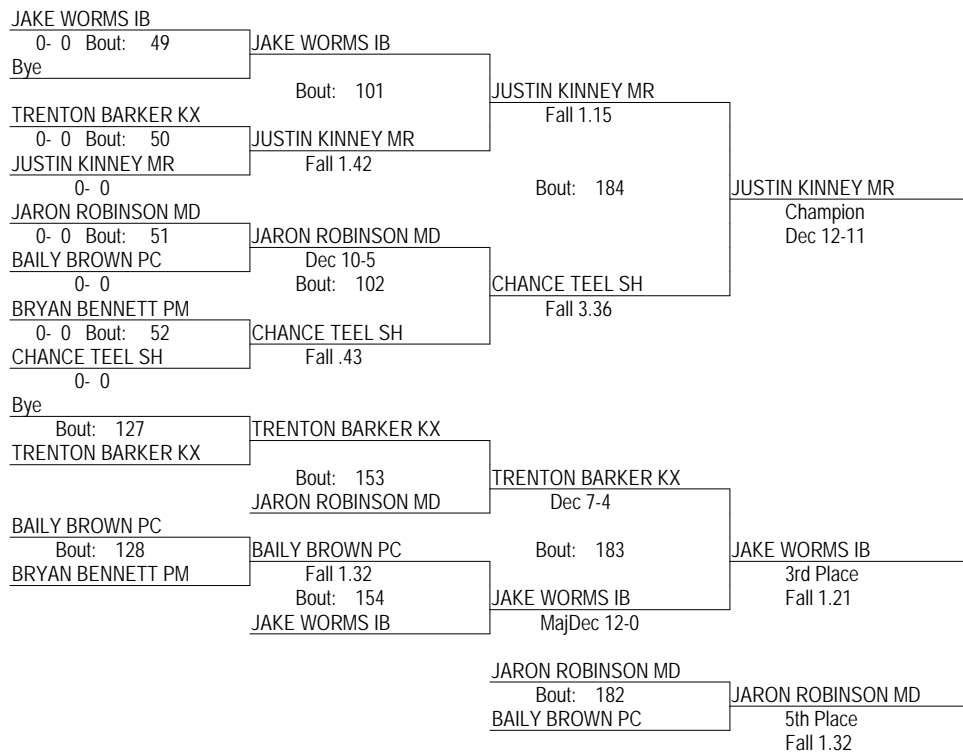 JAKE WORMS IB
0- 0 Bout: 49
JAKE WORMS IB
Bye
Bout: 101
JUSTIN KINNEY MR
TRENTON BARKER KX
Fall 1.15
0- 0 Bout: 50
JUSTIN KINNEY MR
JUSTIN KINNEY MR
Fall 1.42
0- 0
Bout: 184
JUSTIN KINNEY MR
JARON ROBINSON MD
Champion
0- 0 Bout: 51
JARON ROBINSON MD
Dec 12-11
BAILY BROWN PC
Dec 10-5
0- 0
Bout: 102
CHANCE TEEL SH
BRYAN BENNETT PM
Fall 3.36
0- 0 Bout: 52
CHANCE TEEL SH
CHANCE TEEL SH
Fall .43
0- 0
Bye
Bout: 127
TRENTON BARKER KX
TRENTON BARKER KX
Bout: 153
TRENTON BARKER KX
JARON ROBINSON MD
Dec 7-4
BAILY BROWN PC
Bout: 128
BAILY BROWN PC
Bout: 183
JAKE WORMS IB
BRYAN BENNETT PM
Fall 1.32
3rd Place
Bout: 154
JAKE WORMS IB
Fall 1.21
JAKE WORMS IB
MajDec 12-0
JARON ROBINSON MD
Bout: 182
JARON ROBINSON MD
BAILY BROWN PC
5th Place
Fall 1.32